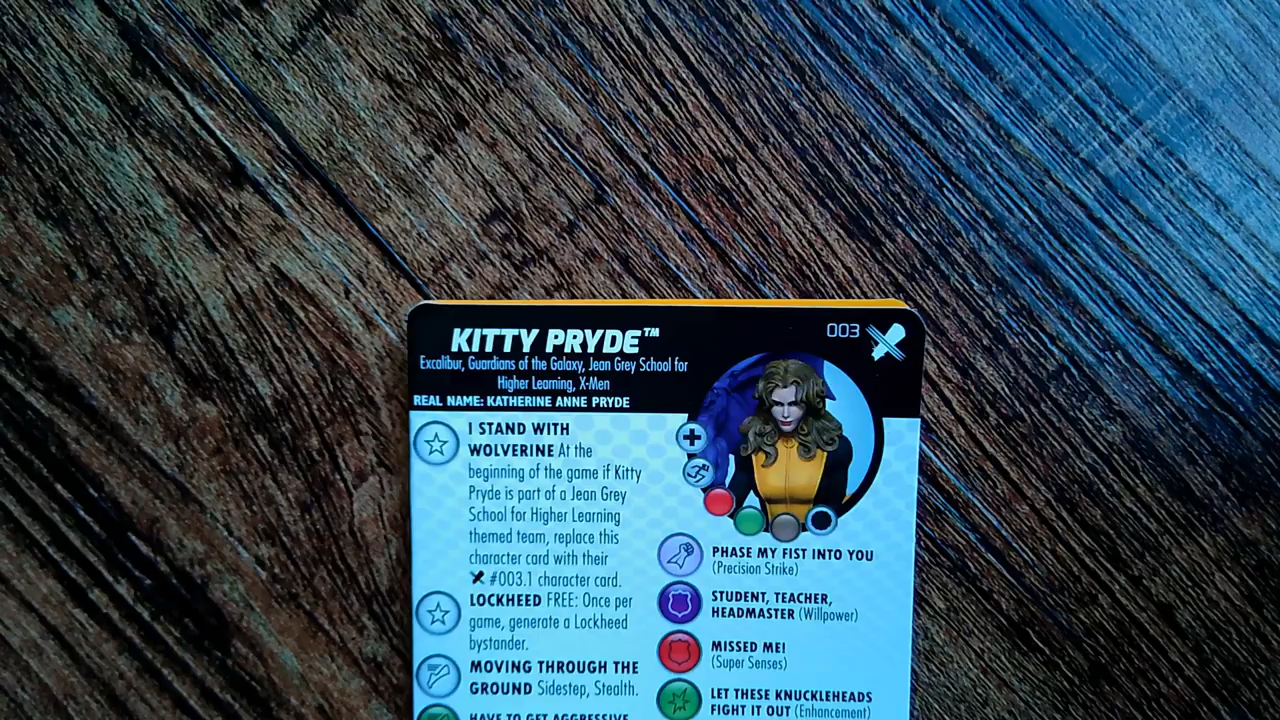 KITTY PRYDE™
003
Excalibur, Guardians of the Galaxy, Jean Grey School for
Higher Learning, X-Men
REAL NAME: KATHERINE ANNE PRYDE
I STAND WITH
WOLVERINE At the
beginning of the game if Kitty
Pryde is part of a Jean Grey
School for Higher Learning
themed team, replace this
character card with their
#003.1 character card.
LOCKHEED FREE: Once per
game, generate a Lockheed
bystander.
MOVING THROUGH THE
GROUND Sidestep, Stealth.
HAVE TO GET AGGRESSIVE
PHASE MY FIST INTO YOU
(Precision Strike)
STUDENT, TEACHER,
HEADMASTER (Willpower)
MISSED ME!
(Super Senses)
LET THESE KNUCKLEHEADS
FIGHT IT OUT (Enhancement)